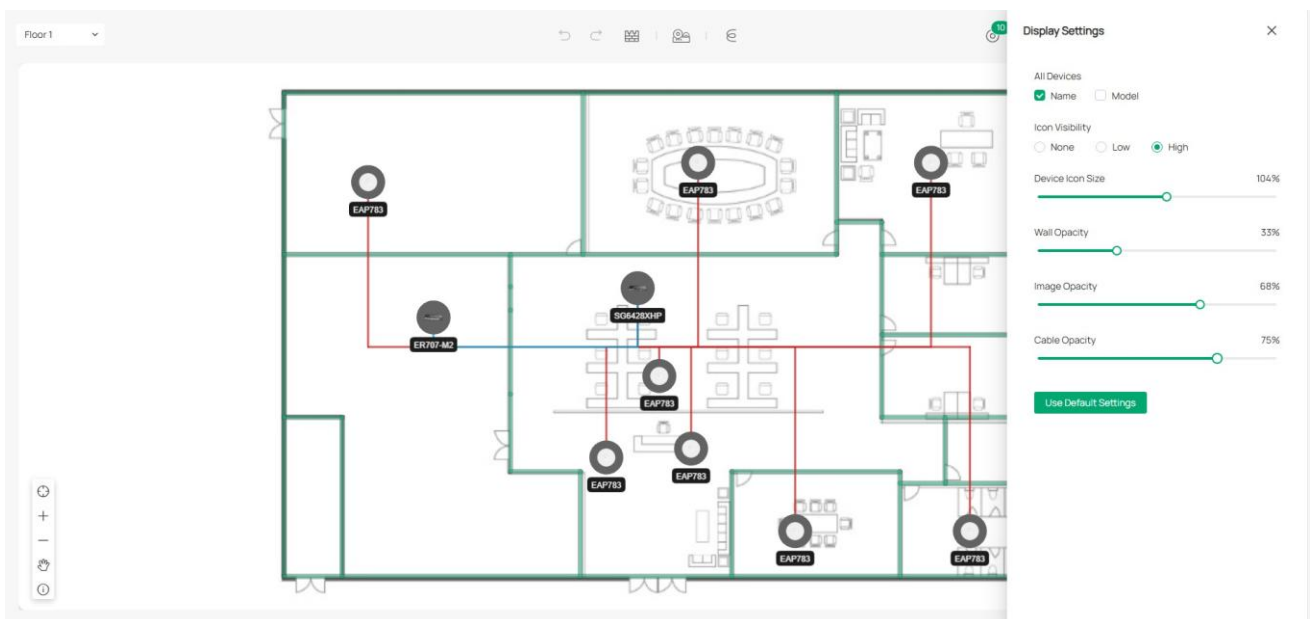 Floor 1
10
Display Settings
All Devices
Name Model
Icon Visibility
None Low High
Device Icon Size 104%
Wall Opacity 33%
Image Opacity 68%
Cable Opacity 75%
Use Default Settings
EAP783
EAP783
EAP783
SG6428XHP
ER707-M2
EAP783
EAP783
EAP783
EAP783
EAP783